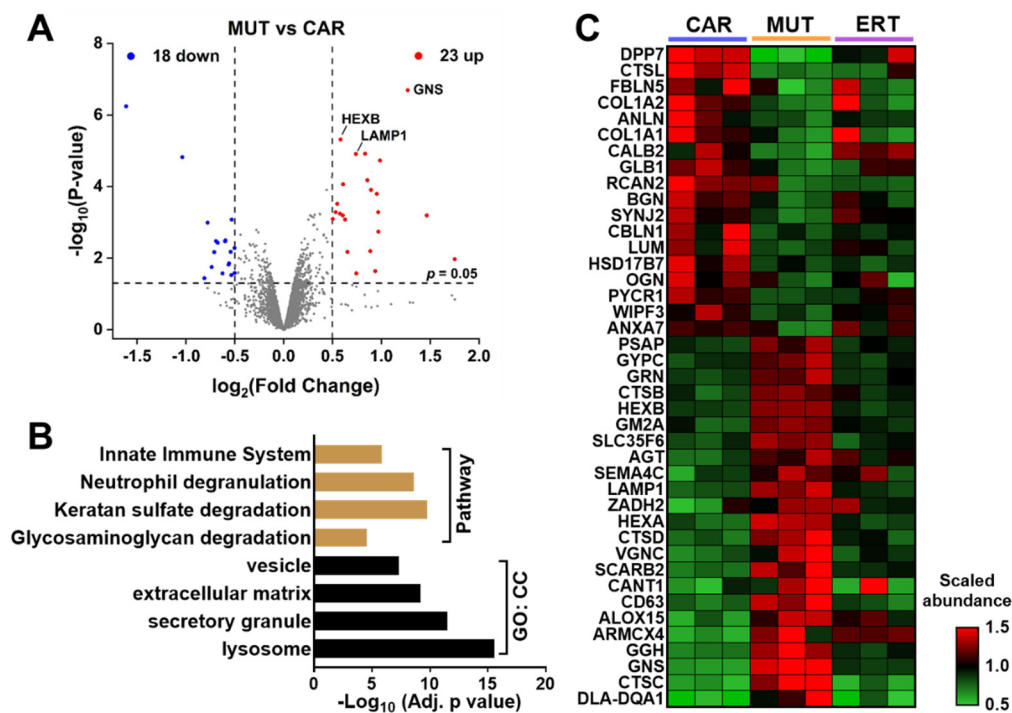 A
MUT vs CAR
18 down
23 up
GNS
HEXB
LAMP1
p = 0.05
8
6
4
2
0
-1.5
-1.0
-0.5
0.0
0.5
1.0
1.5
2.0
-log10(P-value)
log2(Fold Change)
B
Innate Immune System
Neutrophil degranulation
Keratan sulfate degradation
Glycosaminoglycan degradation
vesicle
extracellular matrix
secretory granule
lysosome
Pathway
GO: CC
0
5
10
15
20
-Log10 (Adj. p value)
C
CAR
MUT
ERT
DPP7
CTSL
FBLN5
COL1A2
ANLN
COL1A1
CALB2
GLB1
RCAN2
BGN
SYNJ2
CBLN1
LUM
HSD17B7
OGN
PYCR1
WIPF3
ANXA7
PSAP
GYPC
GRN
CTSB
HEXB
GM2A
SLC35F6
AGT
SEMA4C
LAMP1
ZADH2
HEXA
CTSD
VGNC
SCARB2
CANT1
CD63
ALOX15
ARMCX4
GGH
GNS
CTSC
DLA-DQA1
Scaled
abundance
1.5
1.0
0.5